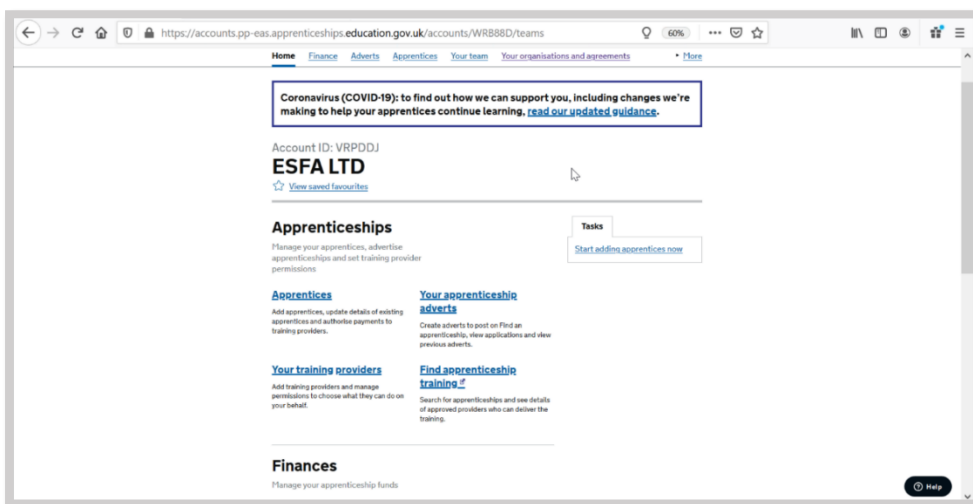 https://accounts.pp-eas.apprenticeships.education.gov.uk/accounts/WRB88D/teams
60%
Home Finance Adverts Apprentices Your team Your organisations and agreements More
Coronavirus (COVID-19): to find out how we can support you, including changes we're
making to help your apprentices continue learning, read our updated guidance.
Account ID: VRPDDJ
ESFA LTD
View saved favourites
Apprenticeships
Manage your apprentices, advertise
apprenticeships and set training provider
permissions
Tasks
Start adding apprentices now
Apprentices
Add apprentices, update details of existing
apprentices and authorise payments to
training providers.
Your apprenticeship
adverts
Create adverts to post on Find an
apprenticeship, view applications and view
previous adverts.
Your training providers
Add training providers and manage
permissions to choose what they can do on
your behalf.
Find apprenticeship
training
Search for apprenticeships and see details
of approved providers who can deliver the
training.
Finances
Manage your apprenticeship funds
Help